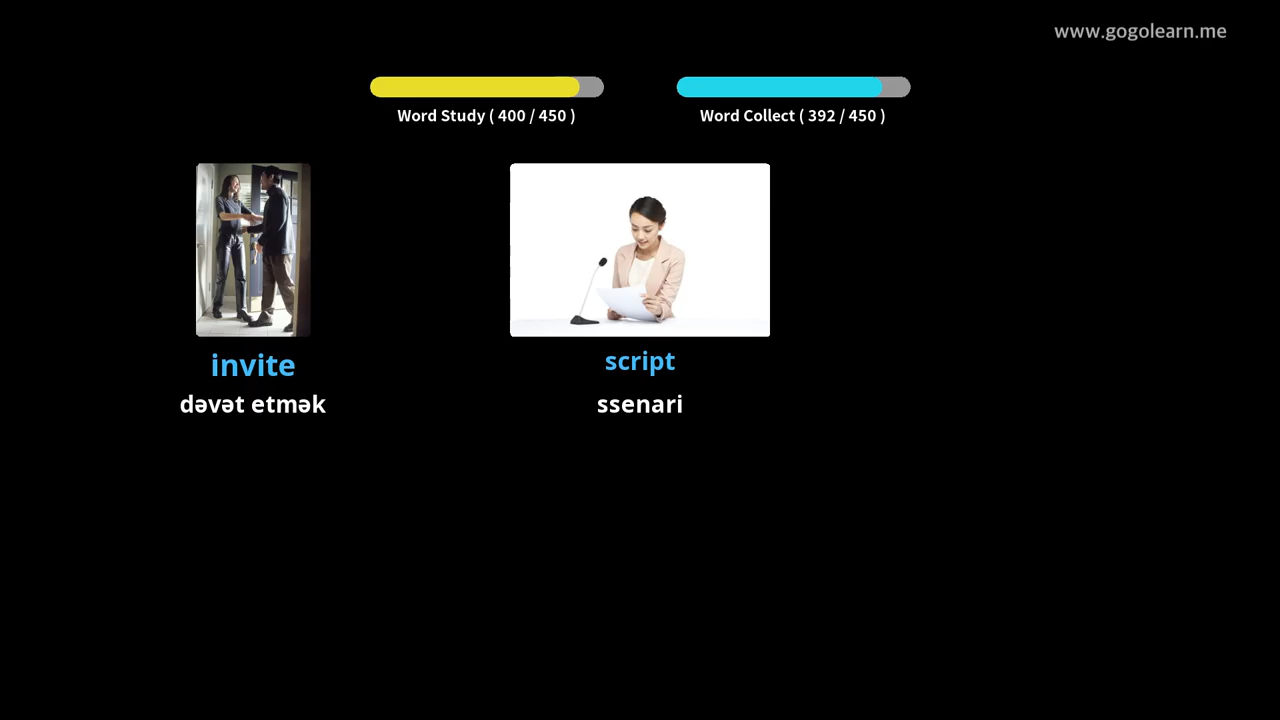 www.gogolearn.me
Word Study ( 400 / 450 )
Word Collect ( 392 / 450 )
invite
dəvət etmək
script
ssenari